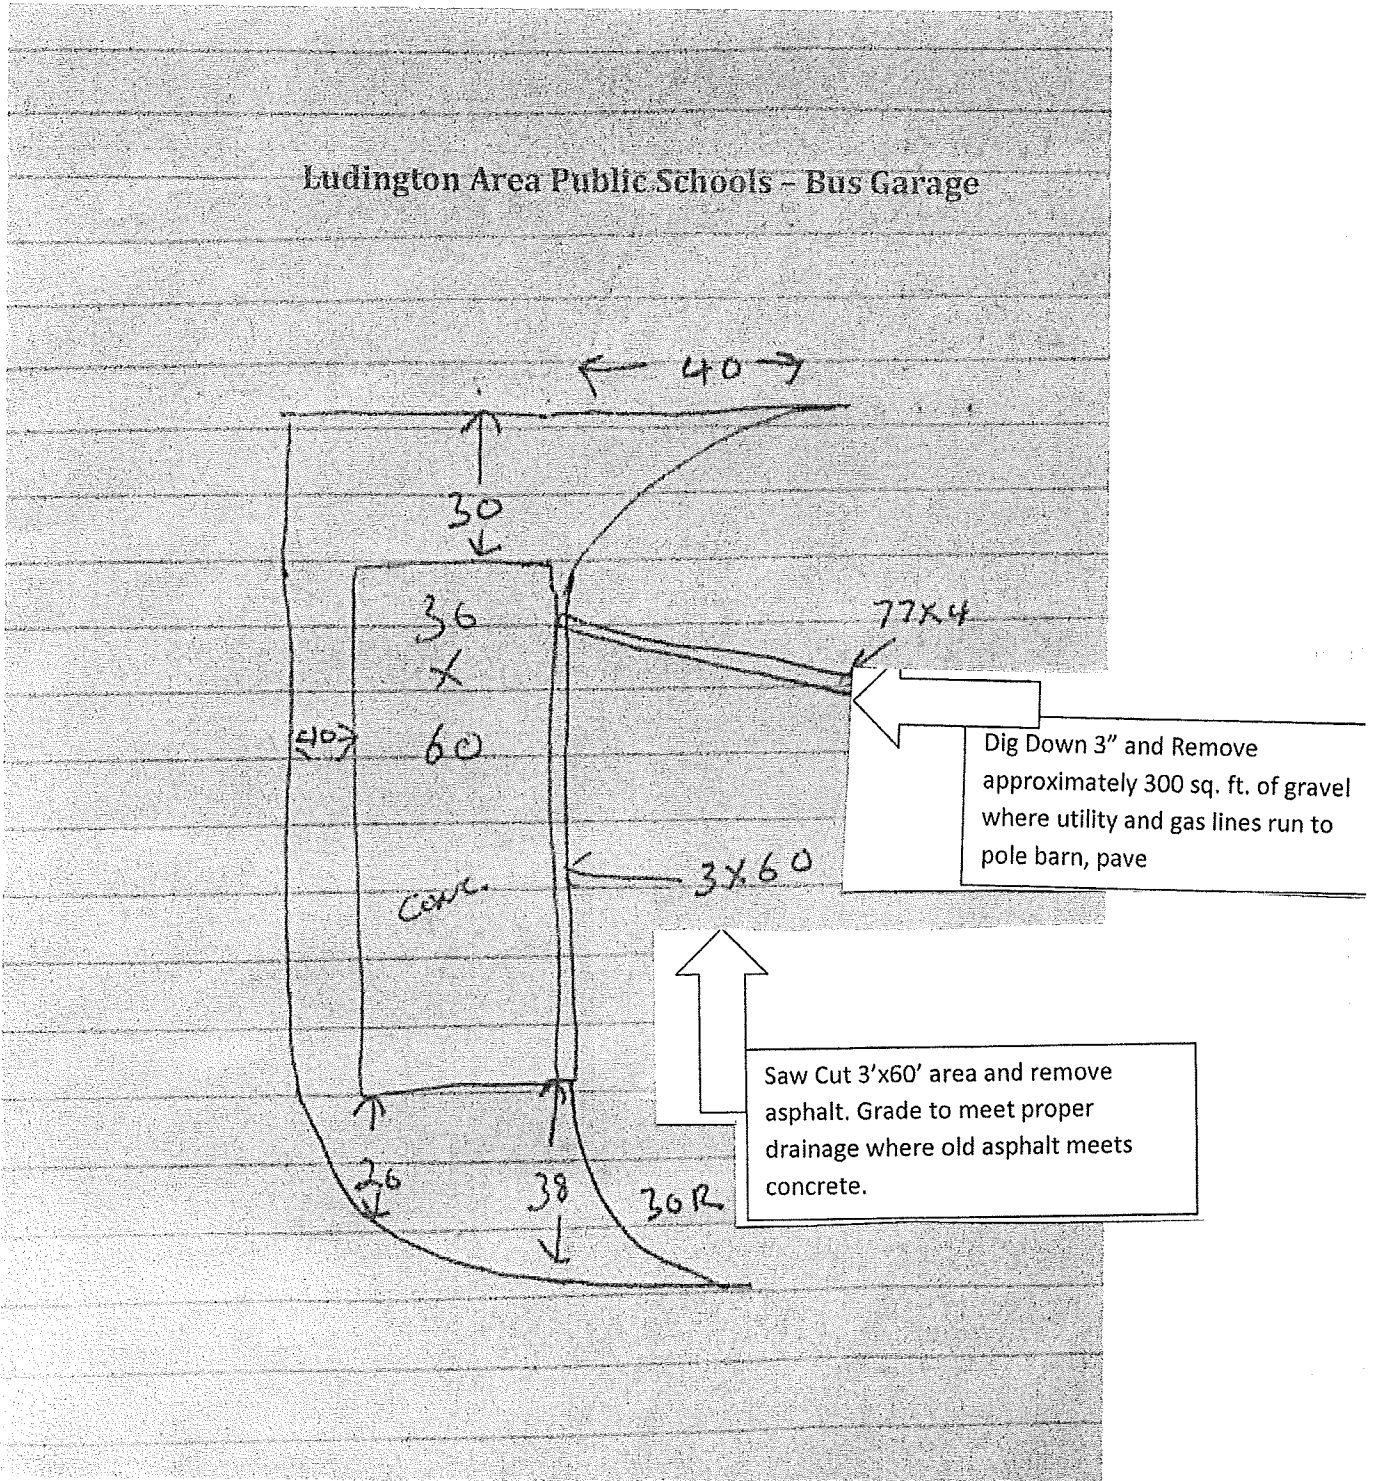 Ludington Area Public Schools – Bus Garage
40
30
36
X
60
77X4
40
Dig Down 3” and Remove
approximately 300 sq. ft. of gravel
where utility and gas lines run to
pole barn, pave
3X60
CONC.
Saw Cut 3’x60’ area and remove
asphalt. Grade to meet proper
drainage where old asphalt meets
concrete.
26
38
30R